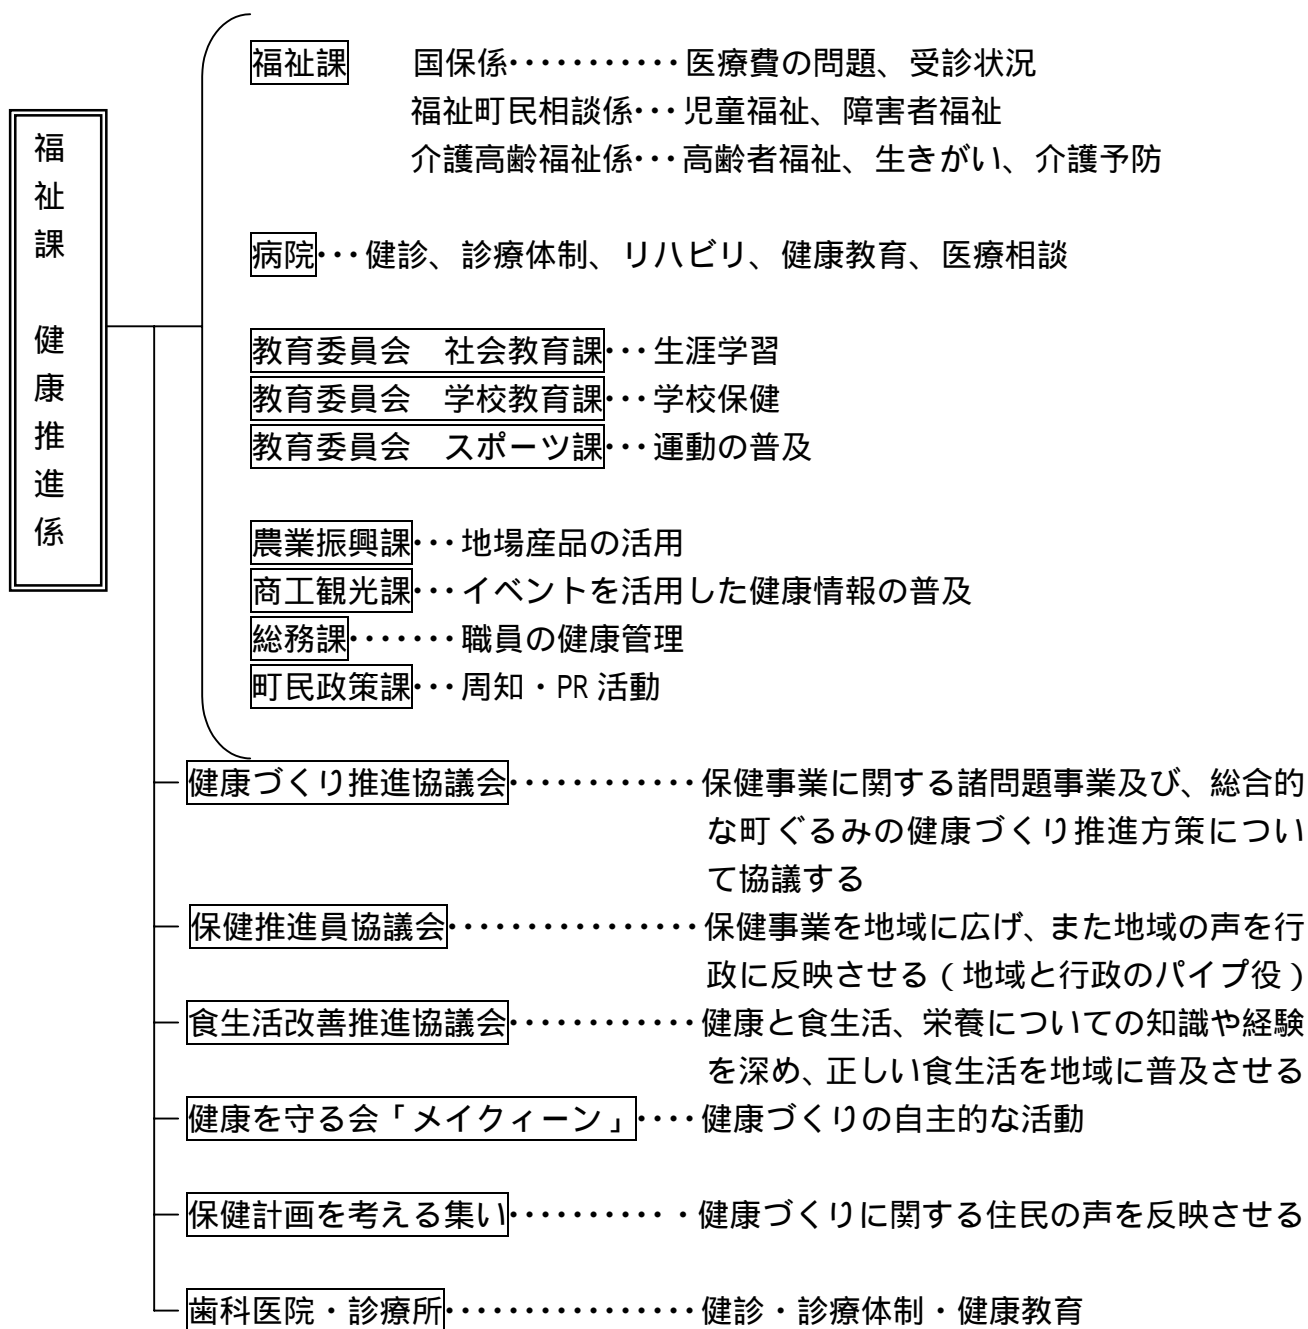 福祉課 健康推進係
福祉課 国保係・・・・・・・・・・・医療費の問題、受診状況
福祉町民相談係・・・児童福祉、障害者福祉
介護高齢福祉係・・・高齢者福祉、生きがい、介護予防
病院・・・健診、診療体制、リハビリ、健康教育、医療相談
教育委員会 社会教育課・・・生涯学習
教育委員会 学校教育課・・・学校保健
教育委員会 スポーツ課・・・運動の普及
農業振興課・・・地場産品の活用
商工観光課・・・イベントを活用した健康情報の普及
総務課・・・・・・・職員の健康管理
町民政策課・・・周知・PR 活動
健康づくり推進協議会・・・・・・・・・・・・保健事業に関する諸問題事業及び、総合的
な町ぐるみの健康づくり推進方策につい
て協議する
保健推進員協議会・・・・・・・・・・・・・・・・保健事業を地域に広げ、また地域の声を行
政に反映させる（地域と行政のパイプ役）
食生活改善推進協議会・・・・・・・・・・・・健康と食生活、栄養についての知識や経験
を深め、正しい食生活を地域に普及させる
健康を守る会「メイクィーン」・・・・健康づくりの自主的な活動
保健計画を考える集い・・・・・・・・・・・健康づくりに関する住民の声を反映させる
歯科医院・診療所・・・・・・・・・・・・・・・・健診・診療体制・健康教育